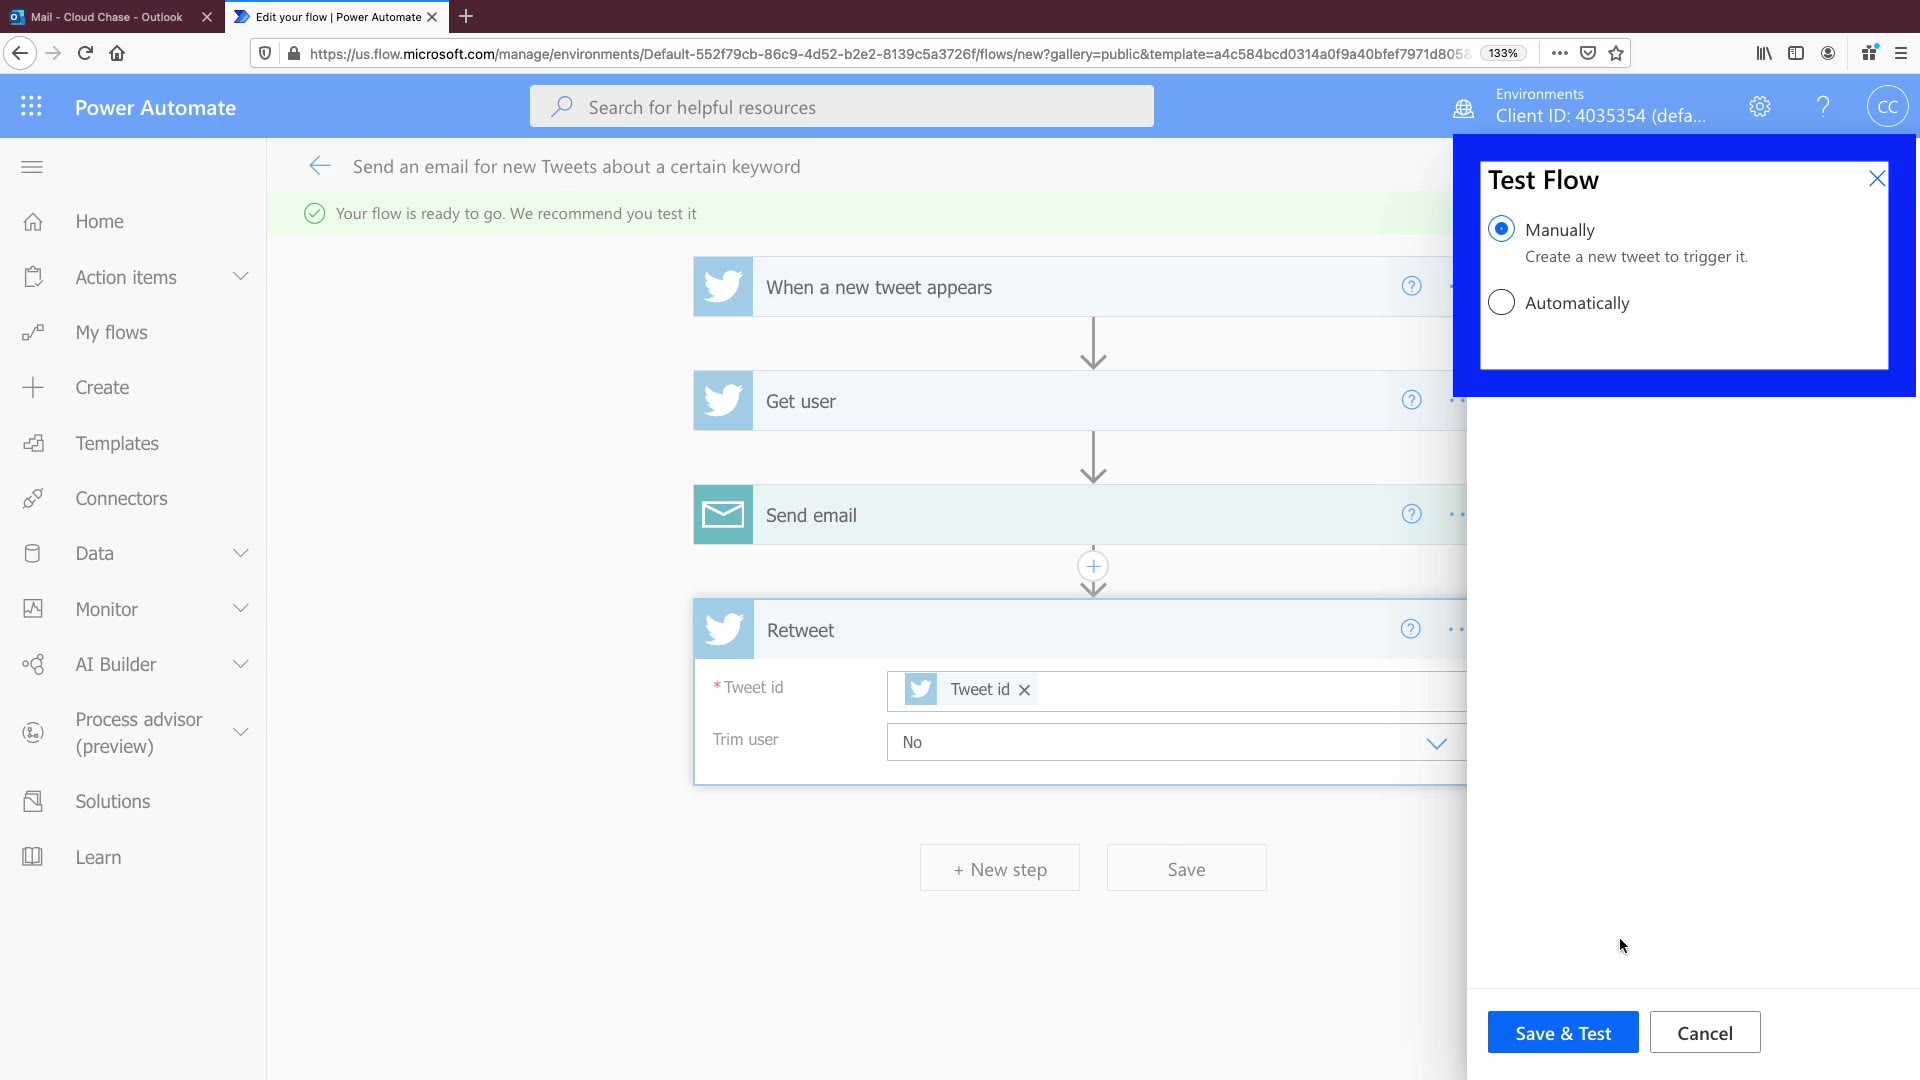 Mail - Cloud Chase - Outlook
Edit your flow | Power Automate
https://us.flow.microsoft.com/manage/environments/Default-552f79cb-86c9-4d52-b2e2-8139c5a3726f/flows/new?gallery=public&template=a4c584bcd0314a0f9a40bfef7971d805&
133%
Power Automate
Search for helpful resources
Environments
Client ID: 4035354 (defa...
CC
Send an email for new Tweets about a certain keyword
Your flow is ready to go. We recommend you test it
Home
Action items
My flows
Create
Templates
Connectors
Data
Monitor
AI Builder
Process advisor
(preview)
Solutions
Learn
When a new tweet appears
Get user
Send email
Retweet
* Tweet id
Tweet id
Trim user
No
+ New step
Save
Test Flow
Manually
Create a new tweet to trigger it.
Automatically
Save & Test
Cancel